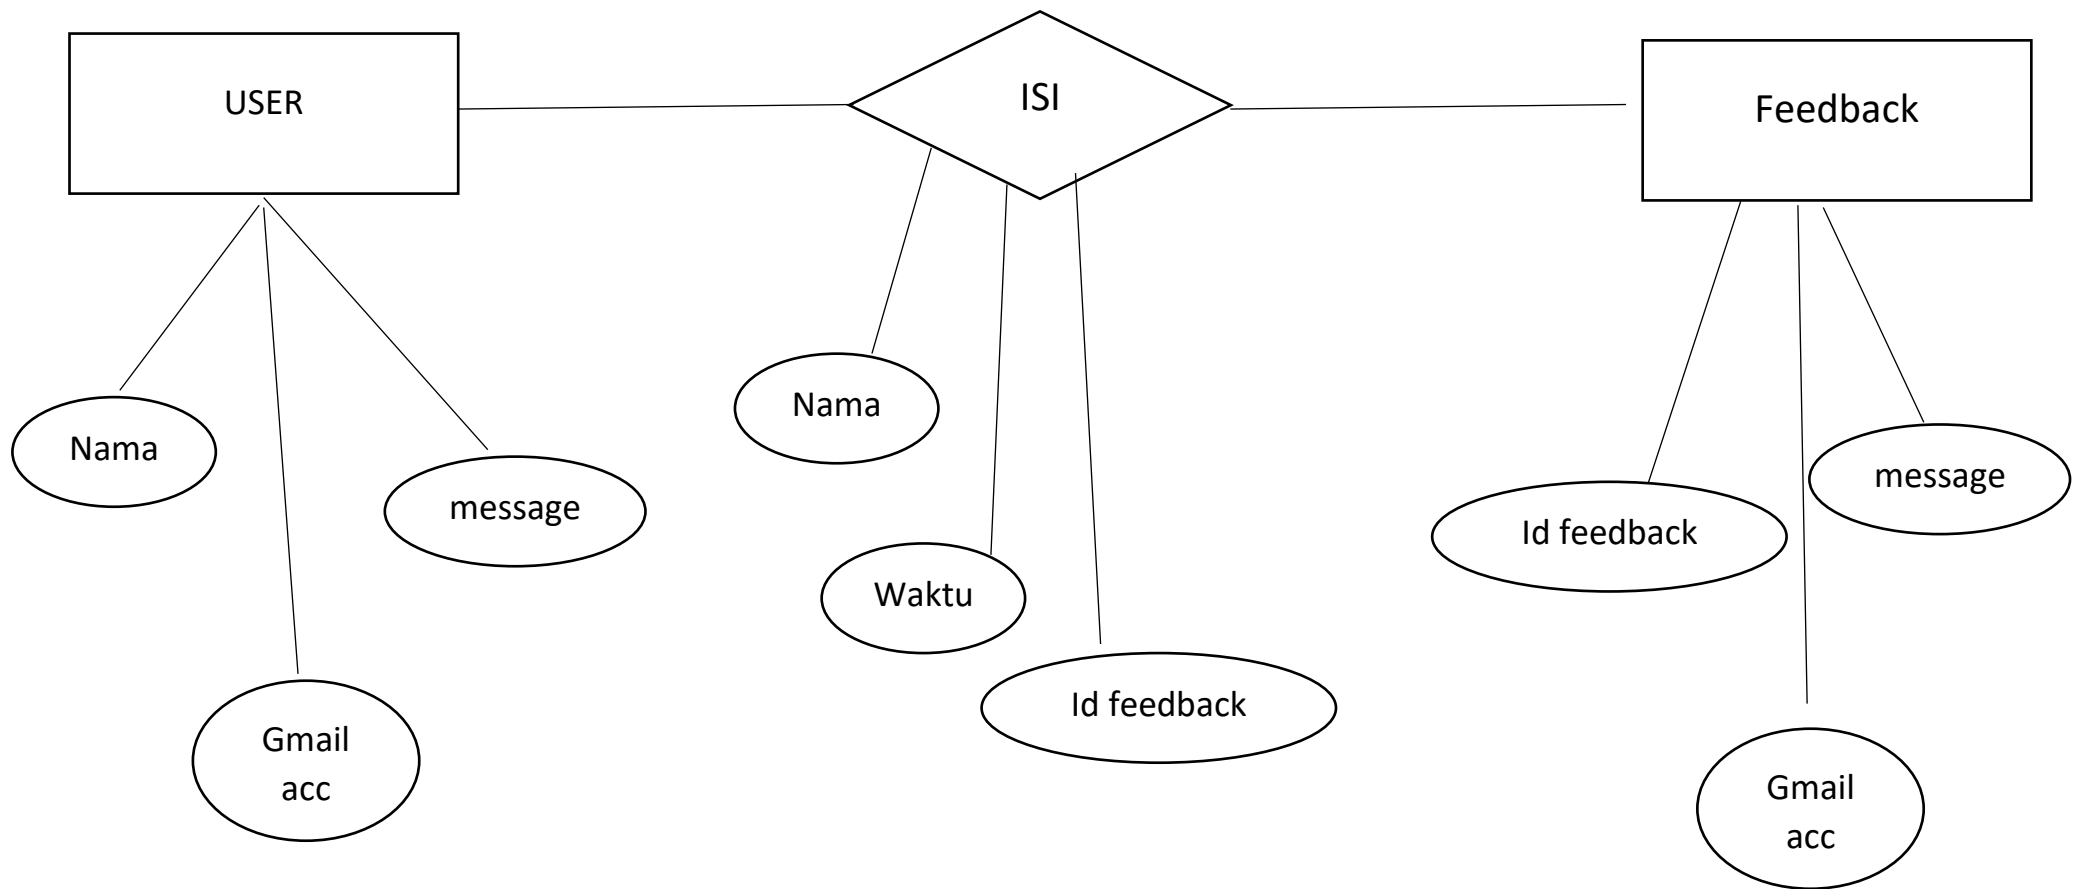 USER
ISI
Feedback
Nama
message
Gmail
acc
Nama
Waktu
Id feedback
Id feedback
message
Gmail
acc